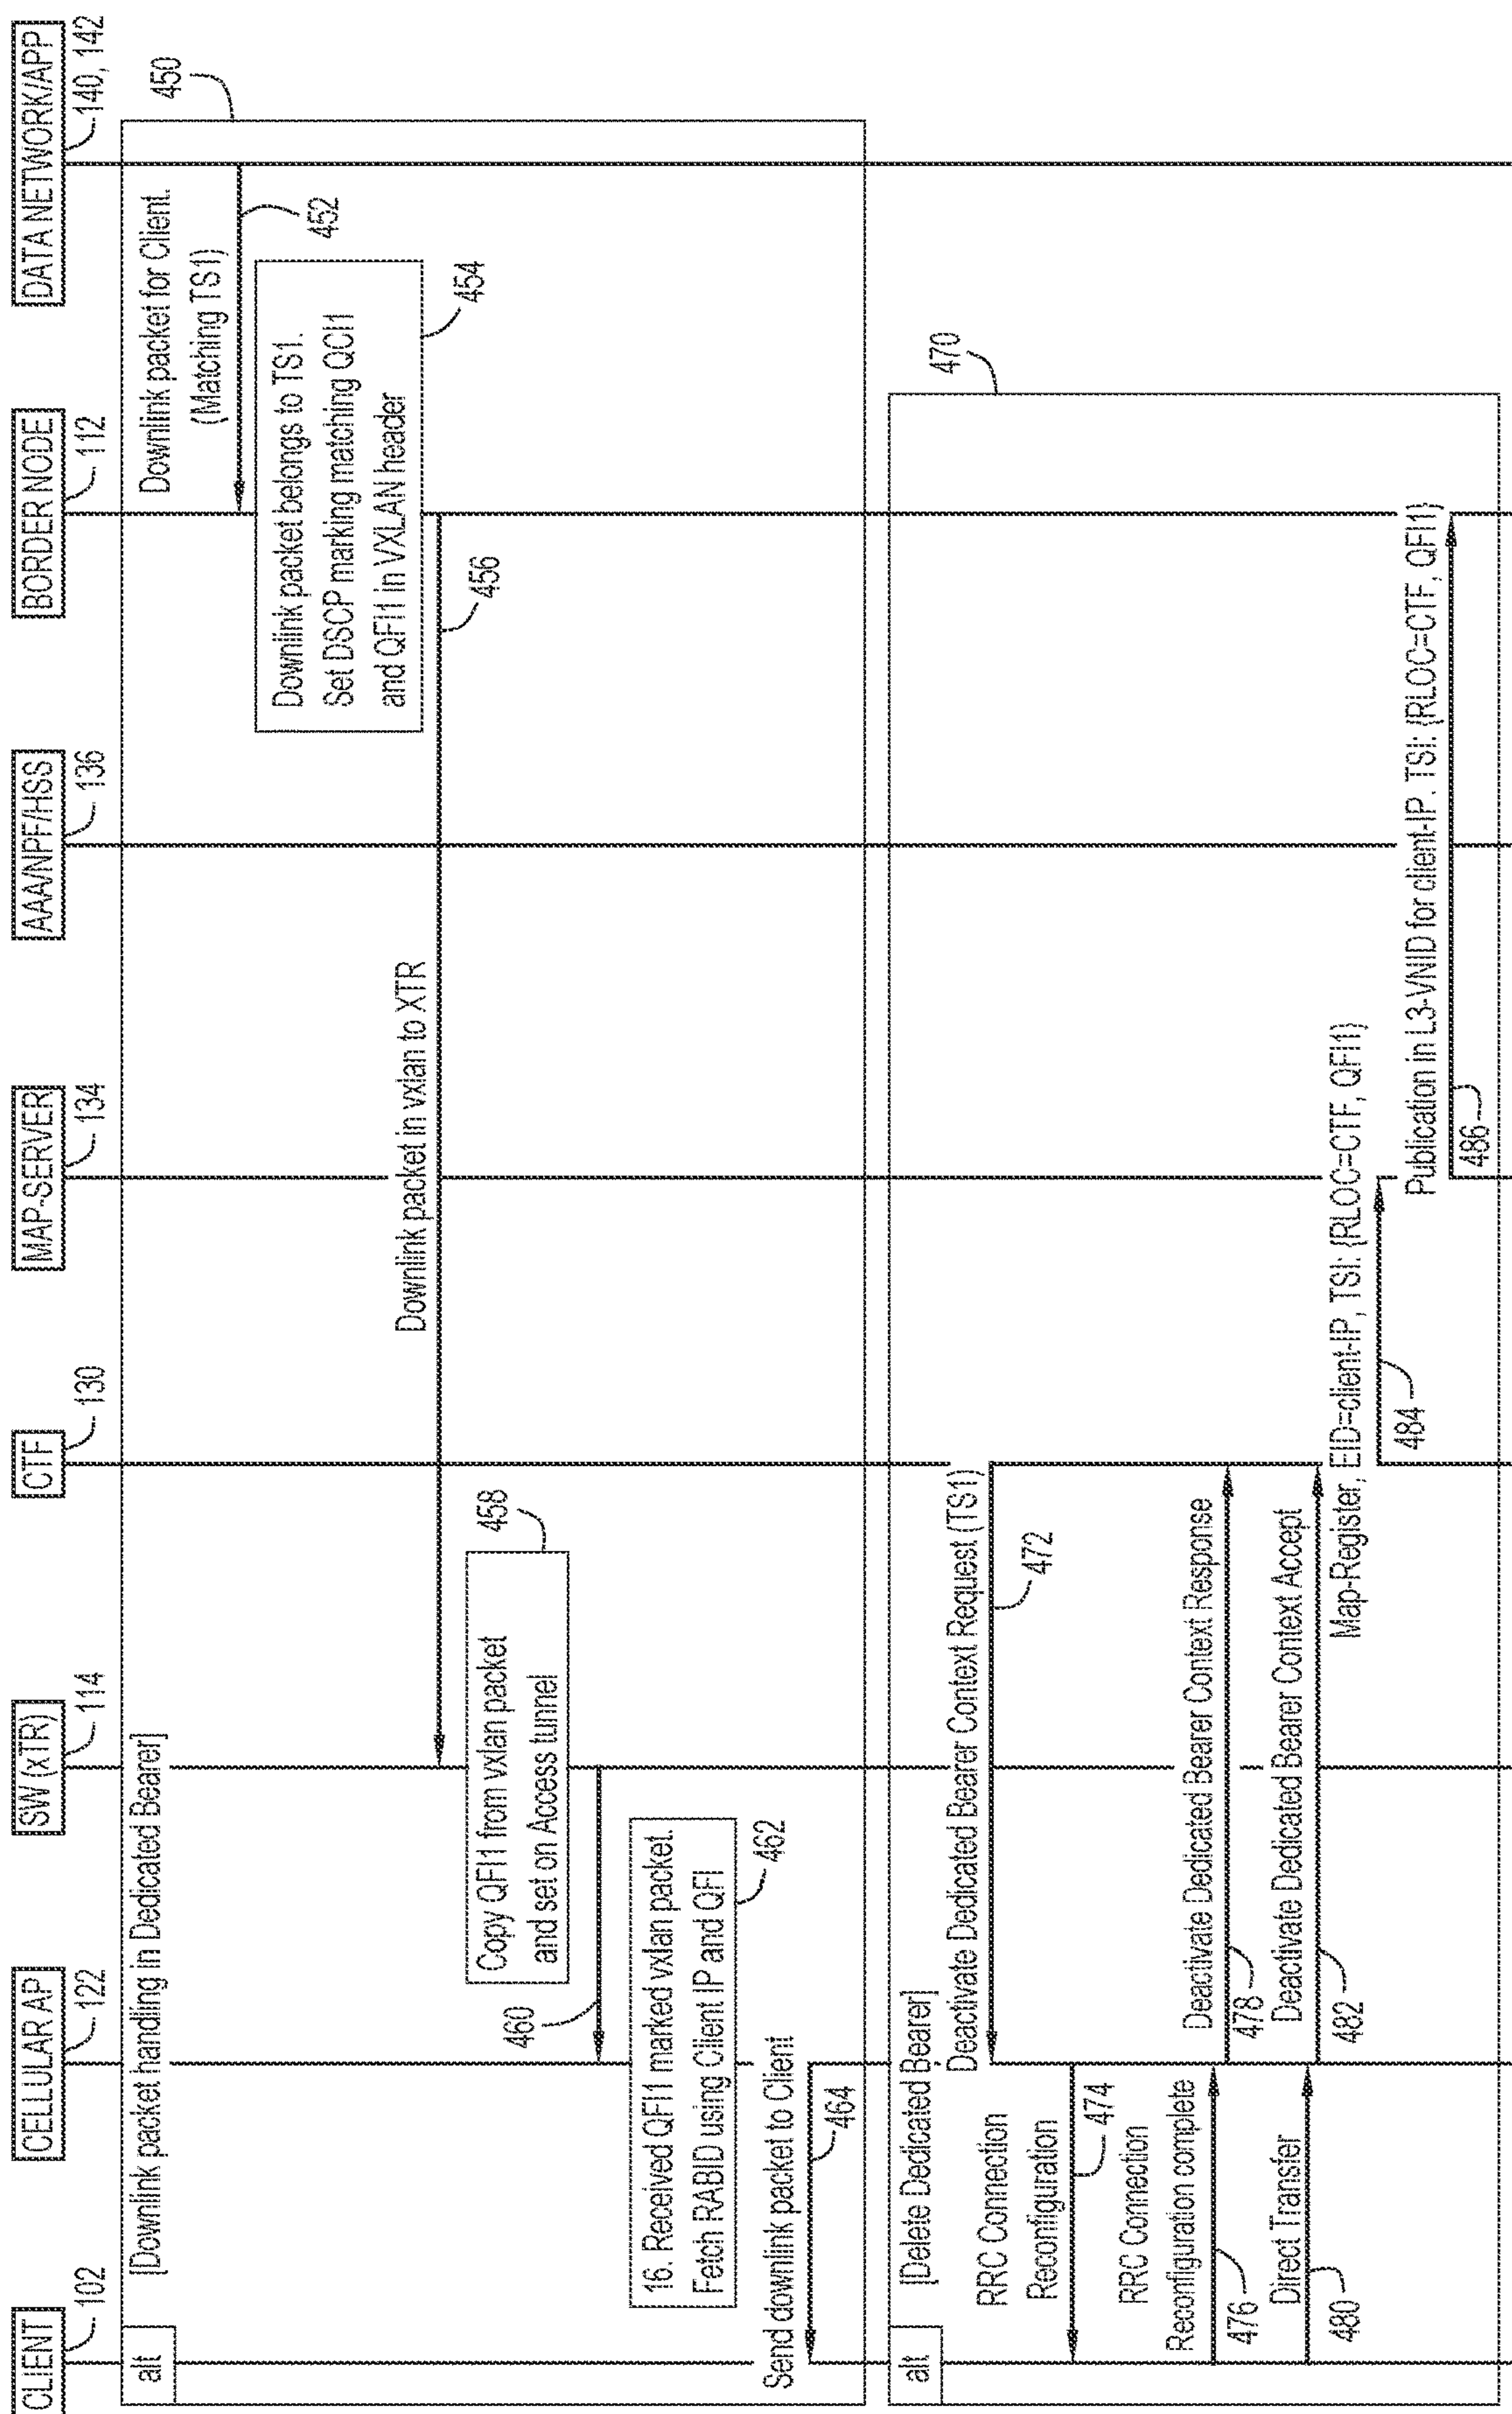 CLIENT
102
CELLULAR AP
122
SW (xTR)
114
CTF
130
MAP-SERVER
134
AAA/NPF/HSS
136
BORDER NODE
112
DATA NETWORK/APP
140, 142
alt
[Downlink packet handling in Dedicated Bearer]
450
Downlink packet for Client.
(Matching TS1)
452
Downlink packet belongs to TS1.
Set DSCP marking matching QCI1
and QFI1 in VXLAN header
454
Downlink packet in vxlan to XTR
456
Copy QFI1 from vxlan packet
and set on Access tunnel
458
460
16. Received QFI1 marked vxlan packet.
Fetch RABID using Client IP and QFI
462
Send downlink packet to Client
464
alt
[Delete Dedicated Bearer]
470
Deactivate Dedicated Bearer Context Request (TS1)
472
RRC Connection
Reconfiguration
474
RRC Connection
Reconfiguration complete
476
Deactivate Dedicated Bearer Context Response
478
Direct Transfer
480
Deactivate Dedicated Bearer Context Accept
482
Map-Register, EID=client-IP, TSI: {RLOC=CTF, QFI1}
484
Publication in L3-VNID for client-IP. TSI: {RLOC=CTF, QFI1}
486